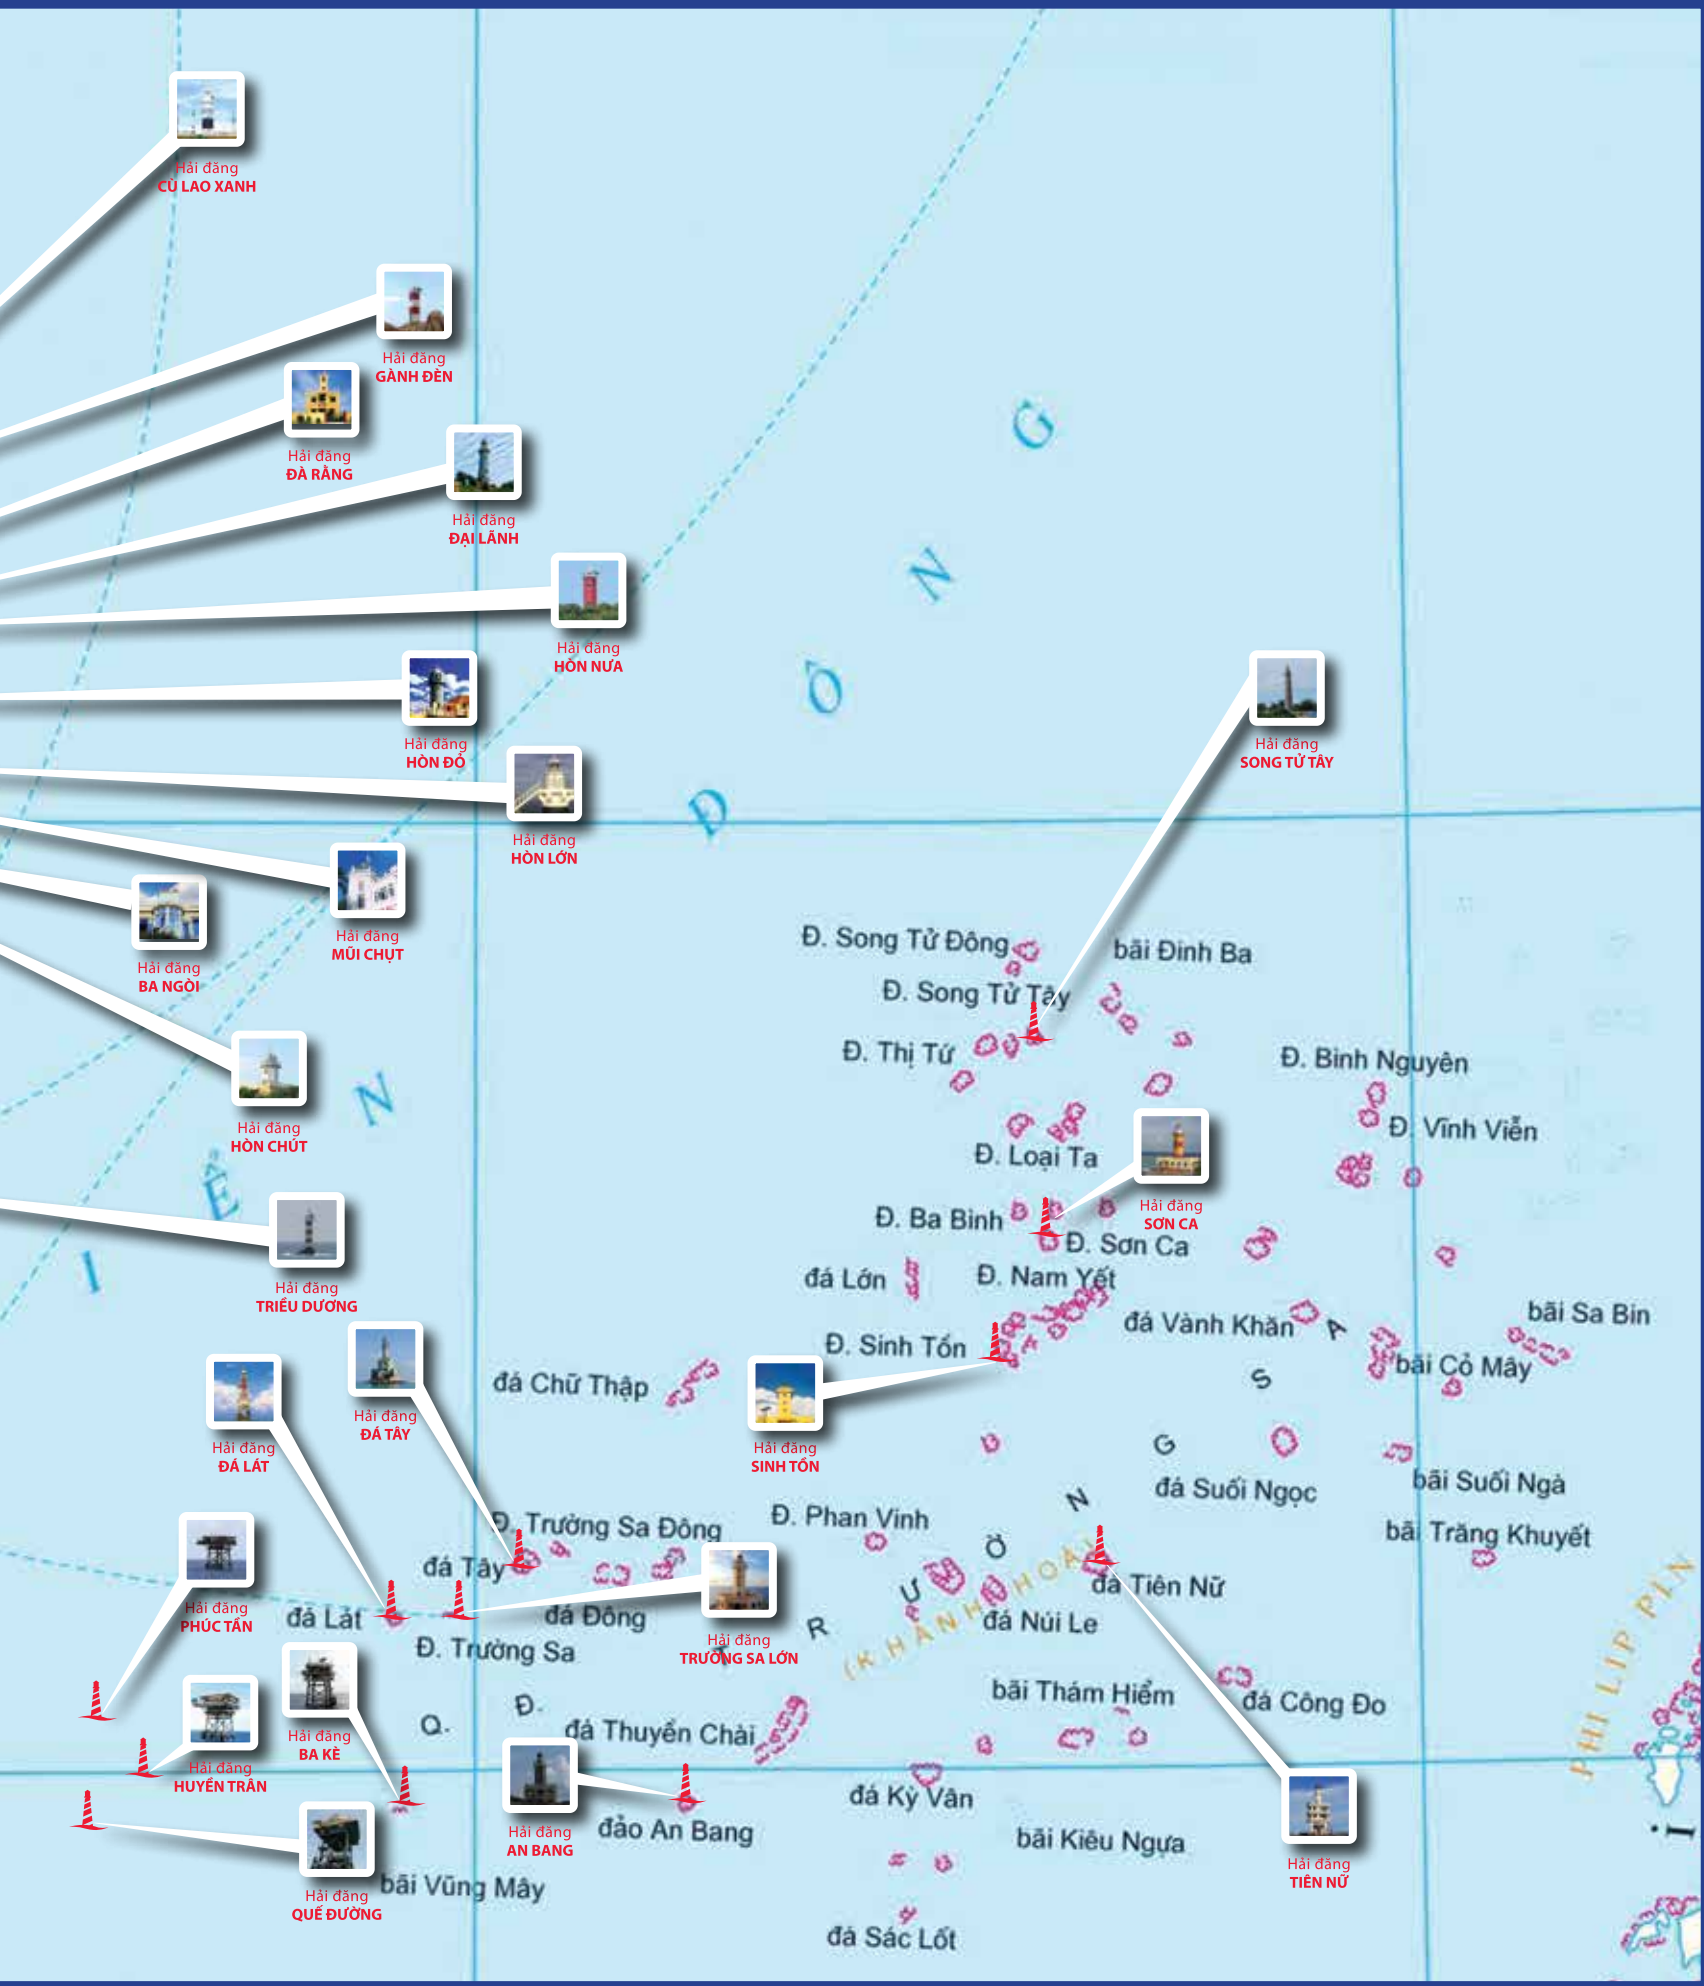 Hải đăng
CÙ LAO XANH
Hải đăng
GÀNH ĐÈN
Hải đăng
ĐÀ RẰNG
Hải đăng
ĐẠI LÃNH
Hải đăng
HÒN NƯA
Hải đăng
HÒN ĐỎ
Hải đăng
SONG TỬ TÂY
Hải đăng
HÒN LỚN
Hải đăng
MŨI CHỤT
Hải đăng
BA NGÒI
Hải đăng
HÒN CHÚT
Hải đăng
TRIỀU DƯƠNG
BIỂN ĐÔNG
Đ. Song Tử Đông
bãi Đinh Ba
Đ. Song Tử Tây
Đ. Thị Tứ
Đ. Bình Nguyên
Đ. Vĩnh Viễn
Đ. Loại Ta
Hải đăng
SƠN CA
Đ. Ba Bình
Đ. Sơn Ca
đá Lớn
Đ. Nam Yết
đá Vành Khăn
bãi Sa Bin
Đ. Sinh Tồn
bãi Cỏ Mây
đá Chữ Thập
Hải đăng
ĐÁ TÂY
Hải đăng
ĐÁ LÁT
Hải đăng
SINH TỒN
đá Suối Ngọc
bãi Suối Ngà
Đ. Trường Sa Đông
Đ. Phan Vinh
bãi Trăng Khuyết
đá Tây
đá Tiên Nữ
Hải đăng
PHÚC TẦN
đá Lát
đá Đông
đá Núi Le
Đ. Trường Sa
Hải đăng
TRƯỜNG SA LỚN
Q. Đ. TRƯỜNG SA
(KHÁNH HOÀ)
PHI LIP PIN
bãi Thám Hiểm
đá Công Đo
Hải đăng
BA KÈ
đá Thuyền Chài
Hải đăng
HUYỀN TRÂN
đá Kỳ Vân
Hải đăng
AN BANG
đảo An Bang
bãi Kiêu Ngựa
Hải đăng
TIÊN NỮ
Hải đăng
QUẾ ĐƯỜNG
bãi Vũng Mây
đá Sác Lốt